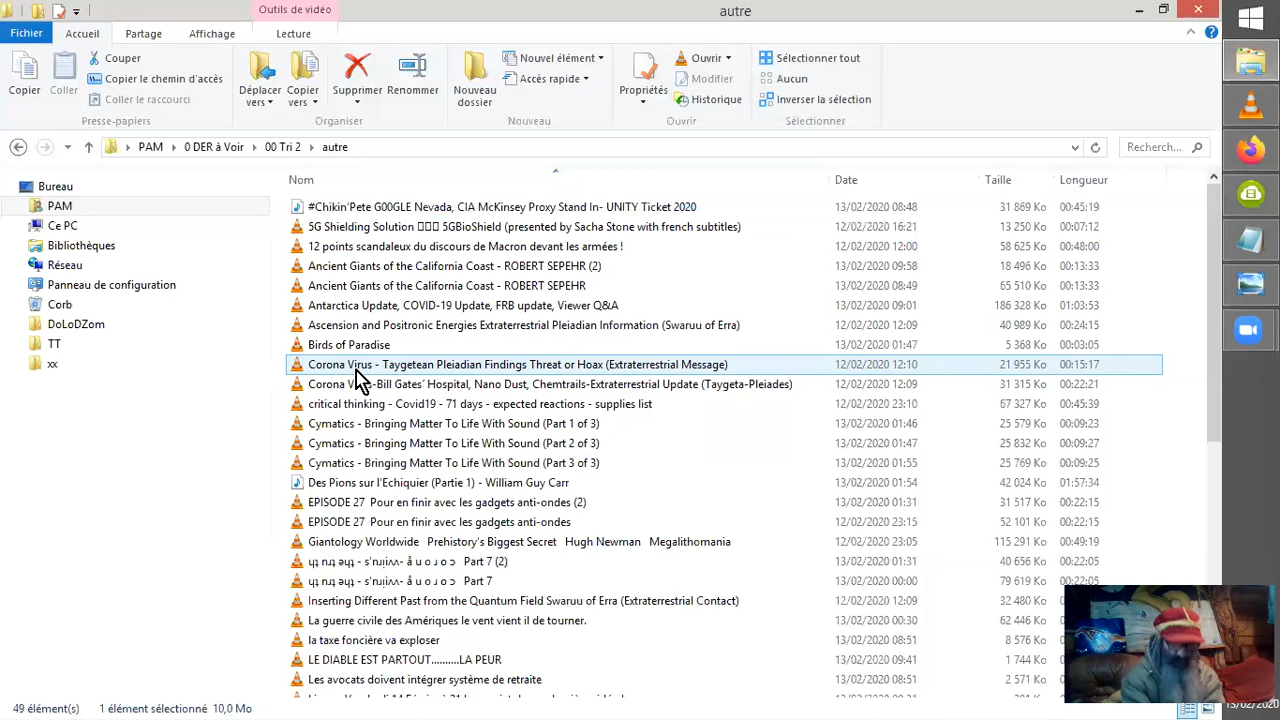 Outils de vidéo
autre
Fichier Accueil Partage Affichage Lecture
Copier
Coller
Couper
Copier le chemin d'accès
Coller le raccourci
Presse-papiers
Déplacer vers
Copier vers
Supprimer
Renommer
Organiser
Nouveau dossier
Nouvel élément
Accès rapide
Nouveau
Propriétés
Ouvrir
Modifier
Historique
Ouvrir
Sélectionner tout
Aucun
Inverser la sélection
Sélectionner
PAM 0 DER à Voir 00 Tri 2 autre
Recherch...
Bureau
PAM
Ce PC
Bibliothèques
Réseau
Panneau de configuration
Corb
DoLoDZom
TT
xx
Nom Date Taille Longueur
#Chikin'Pete G00GLE Nevada, CIA McKinsey Proxy Stand In- UNITY Ticket 2020 13/02/2020 08:48 31 869 Ko 00:45:19
5G Shielding Solution 5GBioShield (presented by Sacha Stone with french subtitles) 12/02/2020 16:21 13 250 Ko 00:07:12
12 points scandaleux du discours de Macron devant les armées ! 12/02/2020 12:00 58 625 Ko 00:48:00
Ancient Giants of the California Coast - ROBERT SEPEHR (2) 13/02/2020 09:58 18 496 Ko 00:13:33
Ancient Giants of the California Coast - ROBERT SEPEHR 13/02/2020 08:49 65 510 Ko 00:13:33
Antarctica Update, COVID-19 Update, FRB update, Viewer Q&A 13/02/2020 09:01 186 328 Ko 01:03:53
Ascension and Positronic Energies Extraterrestrial Pleiadian Information (Swaruu of Erra) 12/02/2020 12:09 40 989 Ko 00:24:15
Birds of Paradise 13/02/2020 01:47 5 368 Ko 00:04:00
Corona Virus - Taygetean Pleiadian Findings Threat or Hoax (Extraterrestrial Message) 12/02/2020 12:10 21 955 Ko 00:15:17
Corona -Bill Gates´ Hospital, Nano Dust, Chemtrails-Extraterrestrial Update (Taygeta-Pleiades) 12/02/2020 12:09 31 315 Ko 00:22:21
critical thinking - Covid19 - 71 days - expected reactions - supplies list 12/02/2020 23:10 67 327 Ko 00:45:39
Cymatics - Bringing Matter To Life With Sound (Part 1 of 3) 13/02/2020 01:46 25 579 Ko 00:09:23
Cymatics - Bringing Matter To Life With Sound (Part 2 of 3) 13/02/2020 01:47 25 832 Ko 00:09:27
Cymatics - Bringing Matter To Life With Sound (Part 3 of 3) 13/02/2020 01:55 25 769 Ko 00:09:25
Des Pions sur l'Echiquier (Partie 1) - William Guy Carr 13/02/2020 01:54 42 024 Ko 01:57:34
EPISODE 27 Pour en finir avec les gadgets anti-ondes (2) 13/02/2020 01:31 31 517 Ko 00:22:15
EPISODE 27 Pour en finir avec les gadgets anti-ondes 12/02/2020 23:15 52 101 Ko 00:22:15
Giantology Worldwide Prehistory's Biggest Secret Hugh Newman Megalithomania 12/02/2020 23:05 115 291 Ko 00:49:19
Part 7 (2) 13/02/2020 01:31 40 656 Ko 00:22:05
Part 7 13/02/2020 00:00 79 619 Ko 00:22:05
Inserting Different Past from the Quantum Field Swaruu of Erra (Extraterrestrial Contact) 12/02/2020 12:09 32 480 Ko
La guerre civile des Amériques le vent vient il de tourner. 13/02/2020 00:30 62 446 Ko
la taxe foncière va exploser 13/02/2020 08:51 8 576 Ko
LE DIABLE EST PARTOUT..........LA PEUR 13/02/2020 09:41 1 744 Ko
Les avocats doivent intégrer système de retraite 13/02/2020 08:51 2 571 Ko
49 élément(s) 1 élément sélectionné 10,0 Mo
13/02/2020